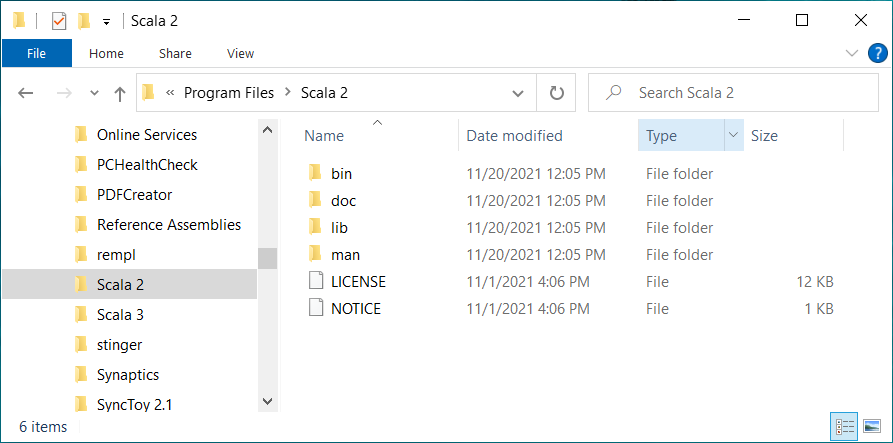 Scala 2
File Home Share View ?
« Program Files > Scala 2 Search Scala 2
Online Services
PCHealthCheck
PDFCreator
Reference Assemblies
rempl
Scala 2
Scala 3
stinger
Synaptics
SyncToy 2.1
Name Date modified Type Size
bin 11/20/2021 12:05 PM File folder
doc 11/20/2021 12:05 PM File folder
lib 11/20/2021 12:05 PM File folder
man 11/20/2021 12:05 PM File folder
LICENSE 11/1/2021 4:06 PM File 12 KB
NOTICE 11/1/2021 4:06 PM File 1 KB
6 items